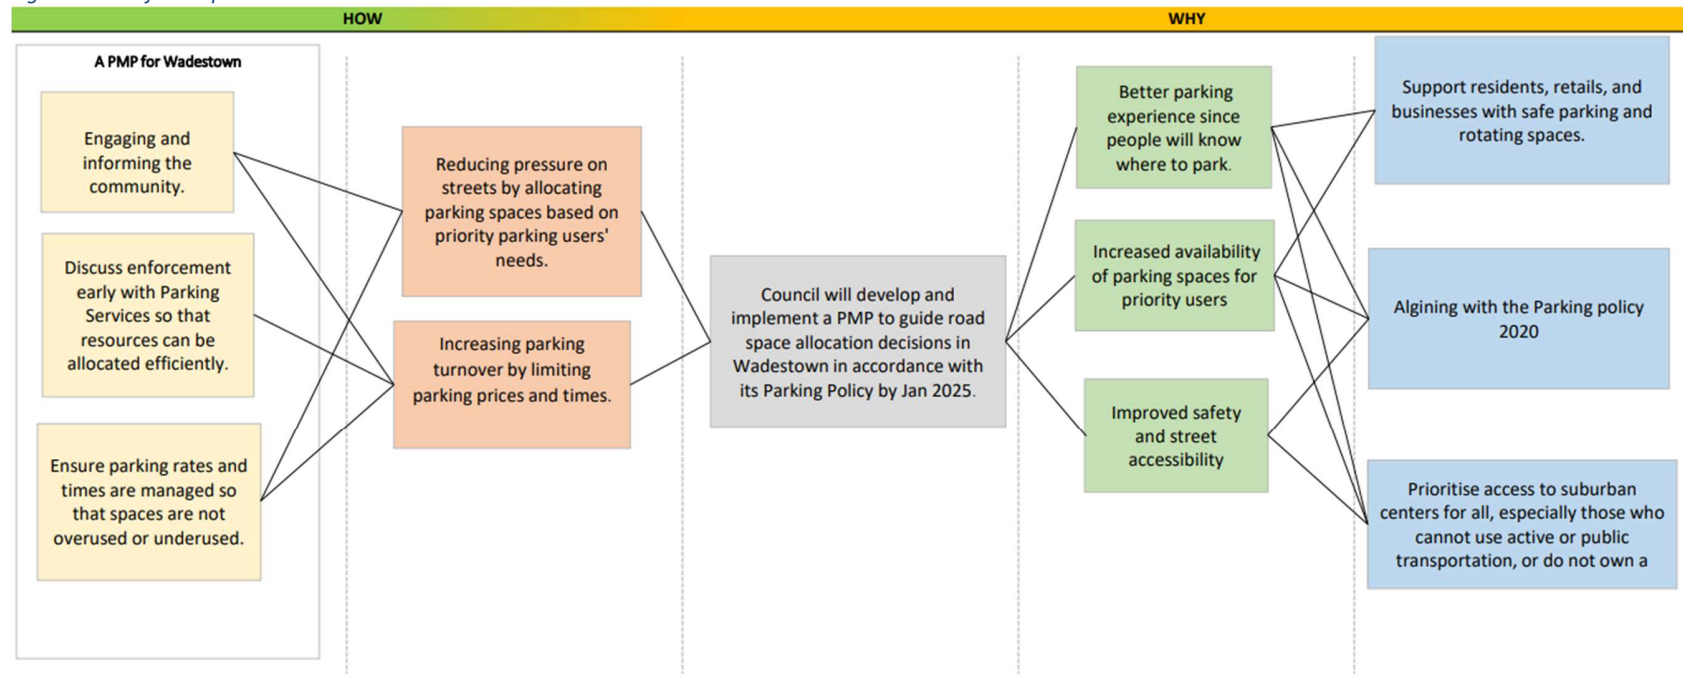 HOW
WHY
A PMP for Wadestown
Engaging and
informing the
community.
Discuss enforcement
early with Parking
Services so that
resources can be
allocated efficiently.
Ensure parking rates and
times are managed so
that spaces are not
overused or underused.
Reducing pressure on
streets by allocating
parking spaces based on
priority parking users'
needs.
Increasing parking
turnover by limiting
parking prices and times.
Council will develop and
implement a PMP to guide road
space allocation decisions in
Wadestown in accordance with
its Parking Policy by Jan 2025.
Better parking
experience since
people will know
where to park.
Increased availability
of parking spaces for
priority users
Improved safety
and street
accessibility
Support residents, retails, and
businesses with safe parking and
rotating spaces.
Algining with the Parking policy
2020
Prioritise access to suburban
centers for all, especially those who
cannot use active or public
transportation, or do not own a